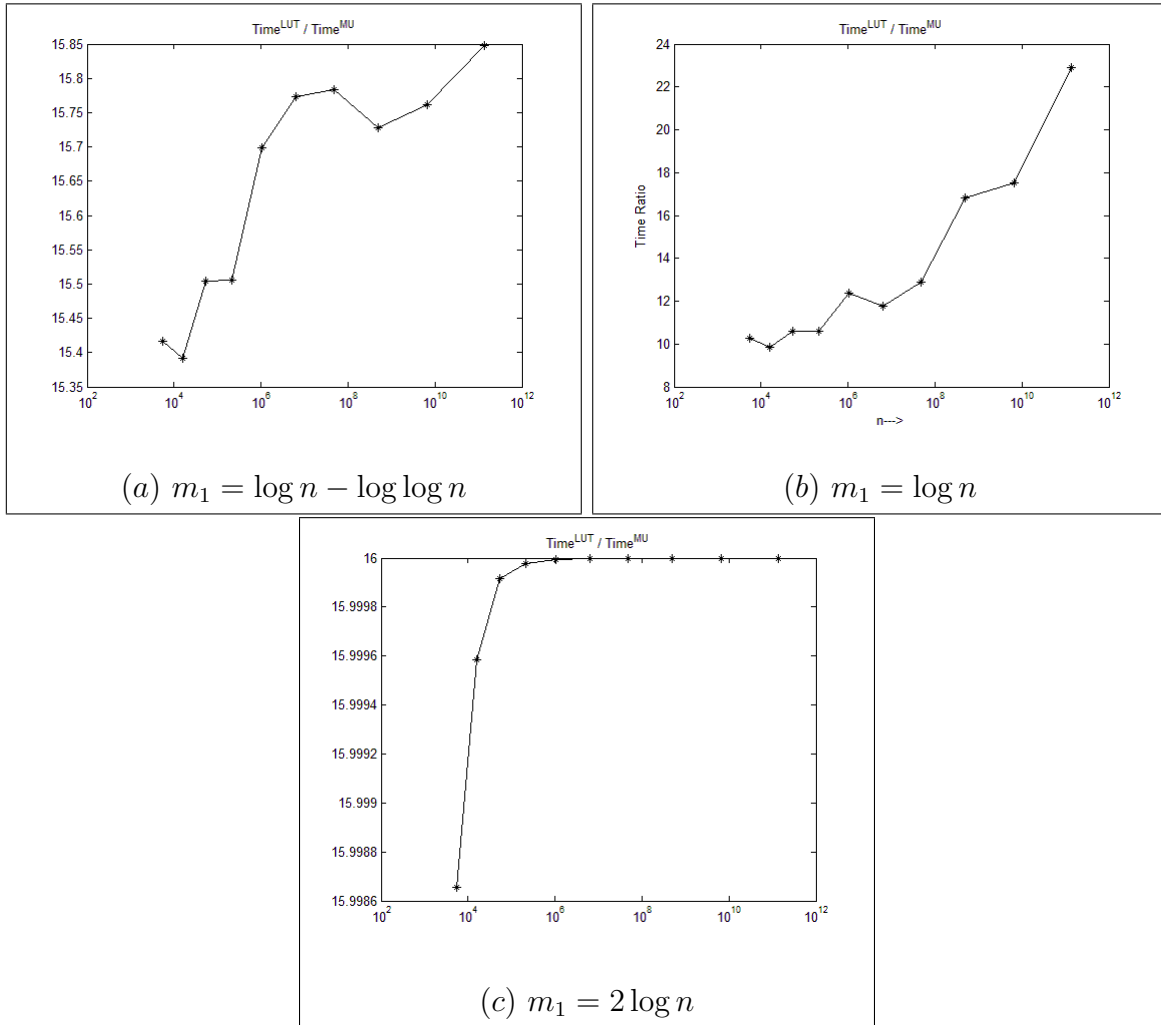 Time^LUT / Time^MU
15.85
15.8
15.75
15.7
15.65
15.6
15.55
15.5
15.45
15.4
15.35
10^2 10^4 10^6 10^8 10^10 10^12
(a) m₁ = log n − log log n
Time^LUT / Time^MU
24
22
20
18
16
14
12
10
8
Time Ratio
10^2 10^4 10^6 10^8 10^10 10^12
n--->
(b) m₁ = log n
Time^LUT / Time^MU
16
15.9998
15.9996
15.9994
15.9992
15.999
15.9988
15.9986
10^2 10^4 10^6 10^8 10^10 10^12
(c) m₁ = 2 log n